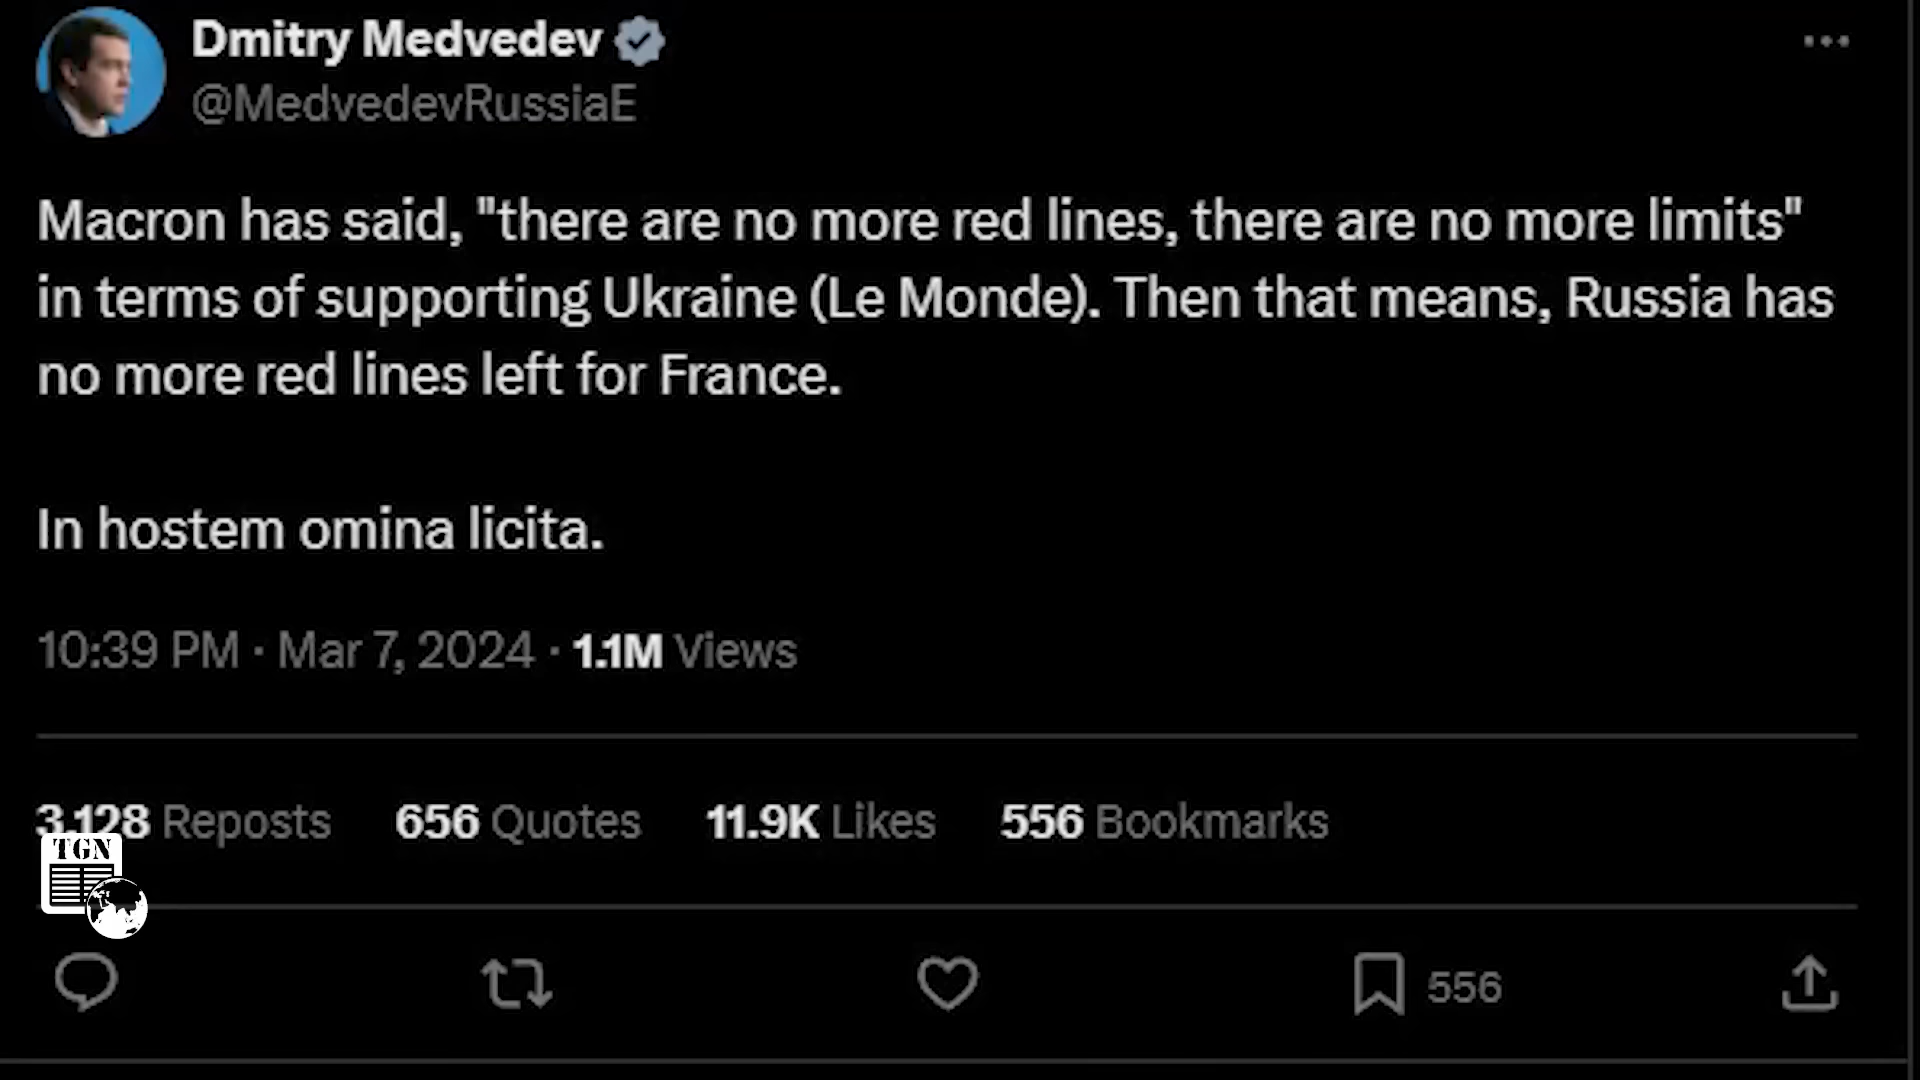 Dmitry Medvedev
@MedvedevRussiaE
Macron has said, "there are no more red lines, there are no more limits"
in terms of supporting Ukraine (Le Monde). Then that means, Russia has
no more red lines left for France.
In hostem omina licita.
10:39 PM · Mar 7, 2024 · 1.1M Views
3,128 Reposts 656 Quotes 11.9K Likes 556 Bookmarks
TGN
556